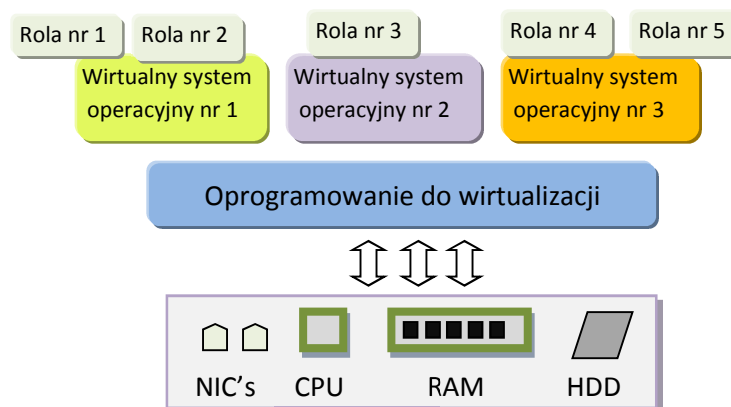 Rola nr 1
Rola nr 2
Rola nr 3
Rola nr 4
Rola nr 5
Wirtualny system
operacyjny nr 1
Wirtualny system
operacyjny nr 2
Wirtualny system
operacyjny nr 3
Oprogramowanie do wirtualizacji
NIC's
CPU
RAM
HDD